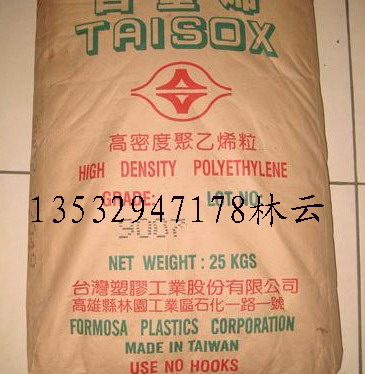 TAISOX
高密度聚乙烯粒
HIGH DENSITY POLYETHYLENE
GRADE: LOT NO:
13532947178林云
9007
NET WEIGHT : 25 KGS
台灣塑膠工業股份有限公司
高雄縣林園工業區石化一路一號
FORMOSA PLASTICS CORPORATION
MADE IN TAIWAN
USE NO HOOKS